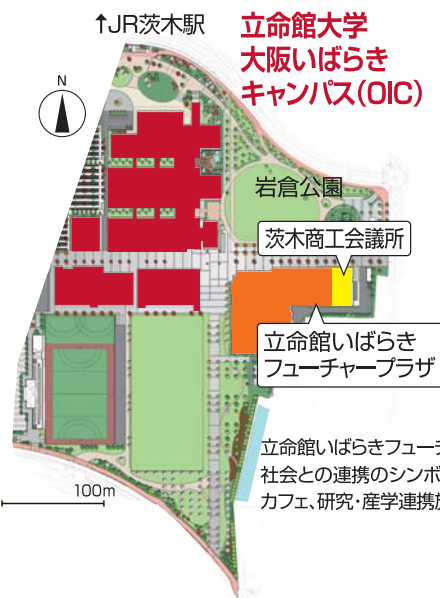 ↑JR茨木駅
立命館大学
大阪いばらき
キャンパス(OIC)
N
岩倉公園
茨木商工会議所
立命館いばらき
フューチャープラザ
立命館いばらきフューチ
社会との連携のシンボ
カフェ、研究・産学連携施
100m